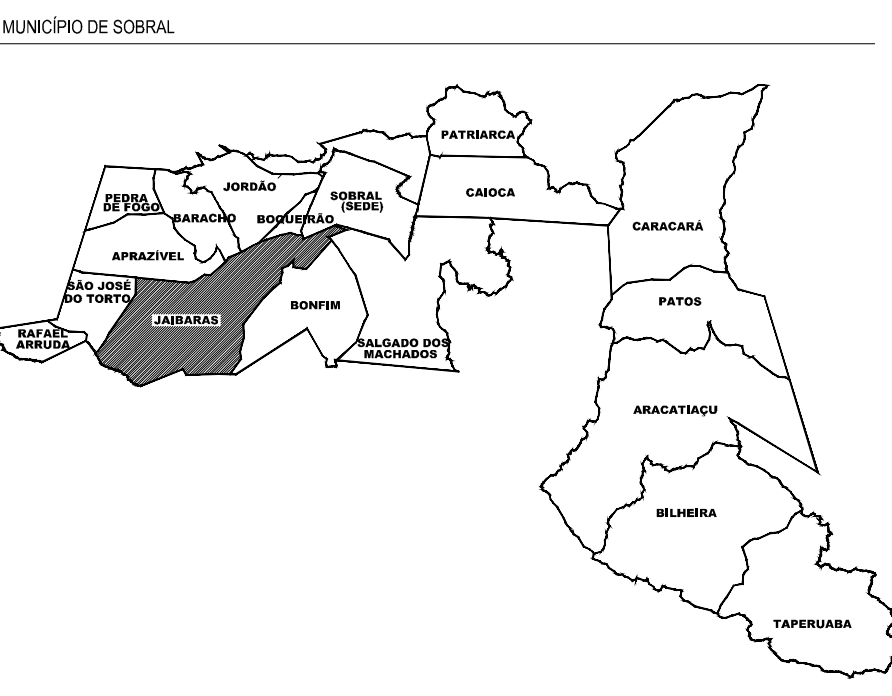 MUNICÍPIO DE SOBRAL
PATRIARCA
CAIOCA
JORDÃO
SOBRAL
(SEDE)
PEDRA
DE FOGO
BARACHO
BOQUEIRÃO
CARACARÁ
APRAZÍVEL
SÃO JOSÉ
DO TORTO
JAIBARAS
BONFIM
PATOS
RAFAEL
ARRUDA
SALGADO DOS
MACHADOS
ARACATIAÇU
BILHEIRA
TAPERUABA